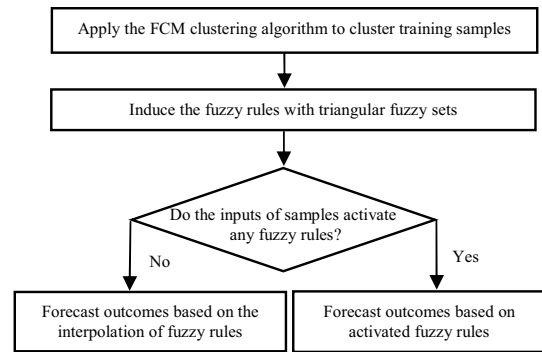 Apply the FCM clustering algorithm to cluster training samples
Induce the fuzzy rules with triangular fuzzy sets
Do the inputs of samples activate
any fuzzy rules?
No
Yes
Forecast outcomes based on the
interpolation of fuzzy rules
Forecast outcomes based on
activated fuzzy rules